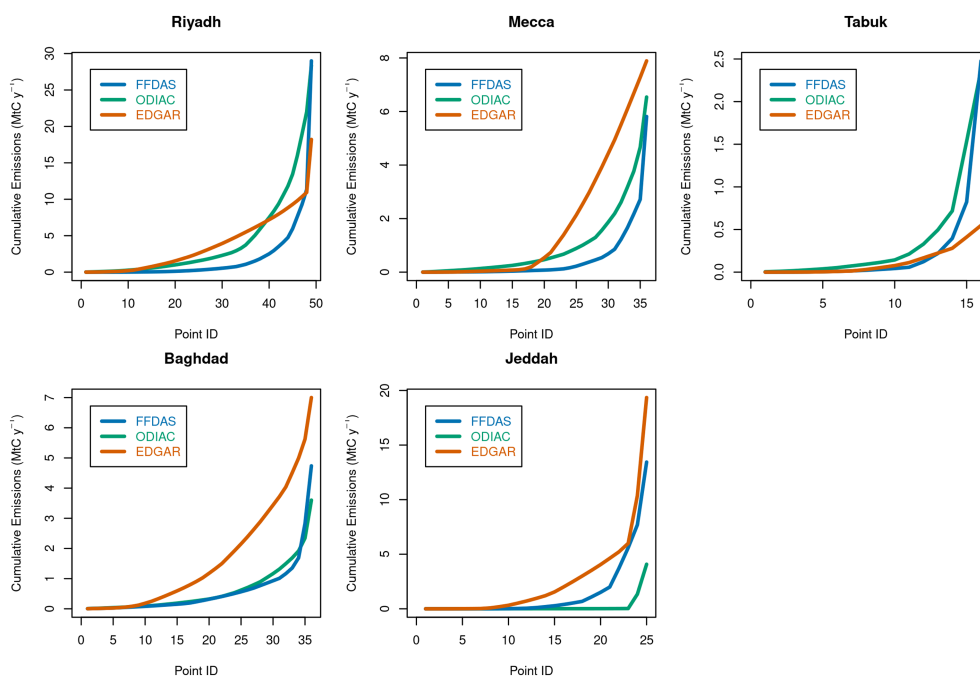 Riyadh
Cumulative Emissions (MtC y⁻¹)
30
25
20
15
10
5
0
FFDAS
ODIAC
EDGAR
0 10 20 30 40 50
Point ID
Mecca
Cumulative Emissions (MtC y⁻¹)
8
6
4
2
0
FFDAS
ODIAC
EDGAR
0 5 10 15 20 25 30 35
Point ID
Tabuk
Cumulative Emissions (MtC y⁻¹)
2.5
2.0
1.5
1.0
0.5
0.0
FFDAS
ODIAC
EDGAR
0 5 10 15
Point ID
Baghdad
Cumulative Emissions (MtC y⁻¹)
7
6
5
4
3
2
1
0
FFDAS
ODIAC
EDGAR
0 5 10 15 20 25 30 35
Point ID
Jeddah
Cumulative Emissions (MtC y⁻¹)
20
15
10
5
0
FFDAS
ODIAC
EDGAR
0 5 10 15 20 25
Point ID